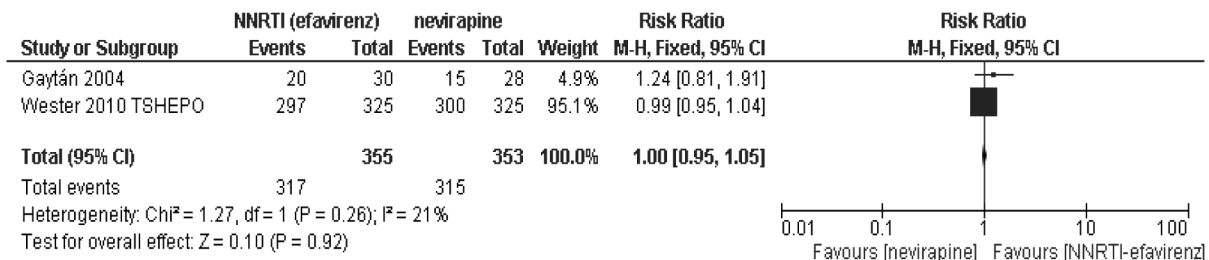 NNRTI (efavirenz) nevirapine Risk Ratio Risk Ratio
Study or Subgroup Events Total Events Total Weight M-H, Fixed, 95% CI M-H, Fixed, 95% CI
Gaytán 2004 20 30 15 28 4.9% 1.24 [0.81, 1.91]
Wester 2010 TSHEPO 297 325 300 325 95.1% 0.99 [0.95, 1.04]
Total (95% CI) 355 353 100.0% 1.00 [0.95, 1.05]
Total events 317 315
Heterogeneity: Chi² = 1.27, df = 1 (P = 0.26); I² = 21%
Test for overall effect: Z = 0.10 (P = 0.92)
0.01 0.1 1 10 100
Favours [nevirapine] Favours [NNRTI-efavirenz]